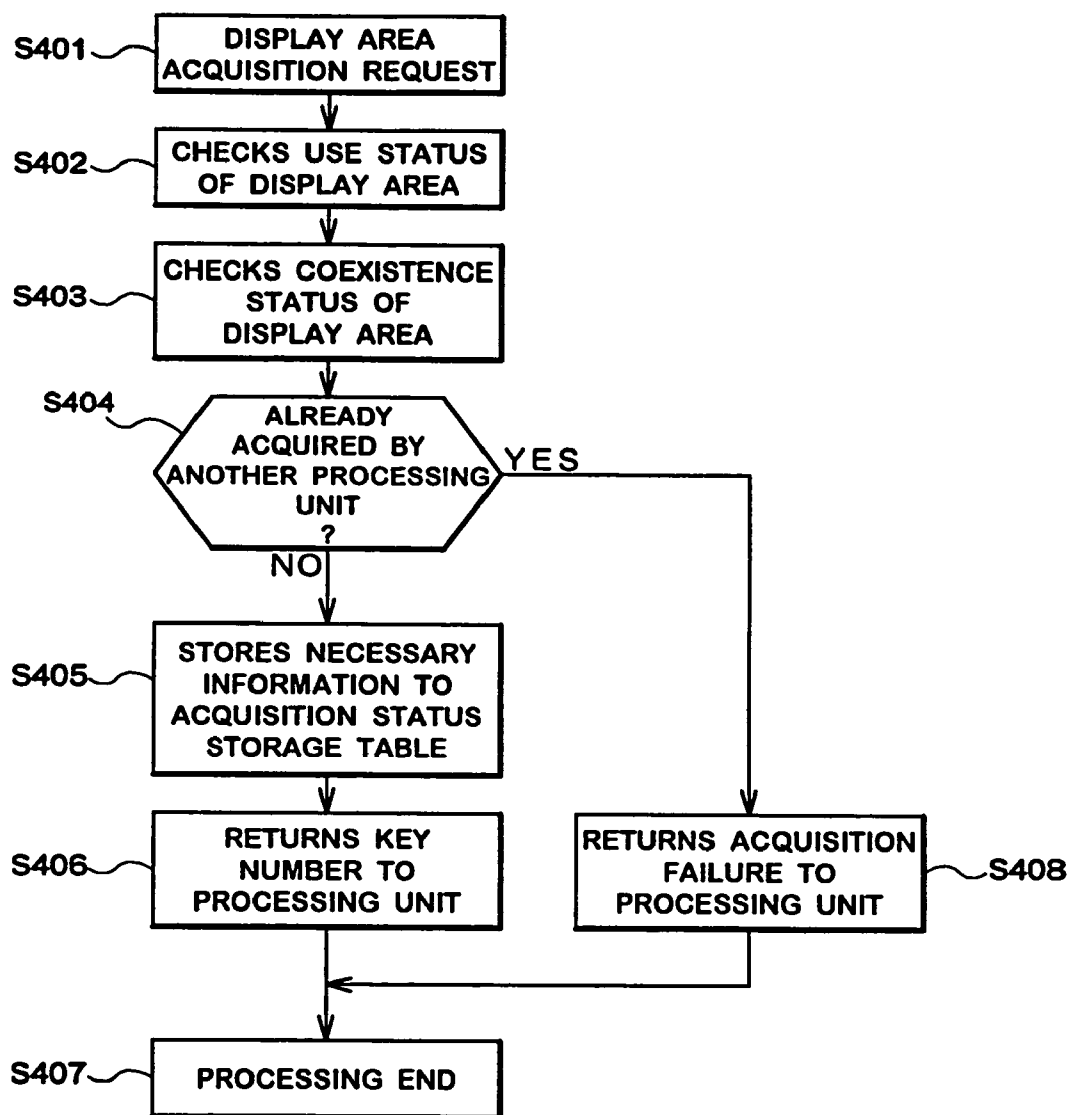 S401
DISPLAY AREA
ACQUISITION REQUEST
S402
CHECKS USE STATUS
OF DISPLAY AREA
S403
CHECKS COEXISTENCE
STATUS OF
DISPLAY AREA
S404
ALREADY
ACQUIRED BY
ANOTHER PROCESSING
UNIT
?
YES
NO
S405
STORES NECESSARY
INFORMATION TO
ACQUISITION STATUS
STORAGE TABLE
S406
RETURNS KEY
NUMBER TO
PROCESSING UNIT
RETURNS ACQUISITION
FAILURE TO
PROCESSING UNIT
S408
S407
PROCESSING END